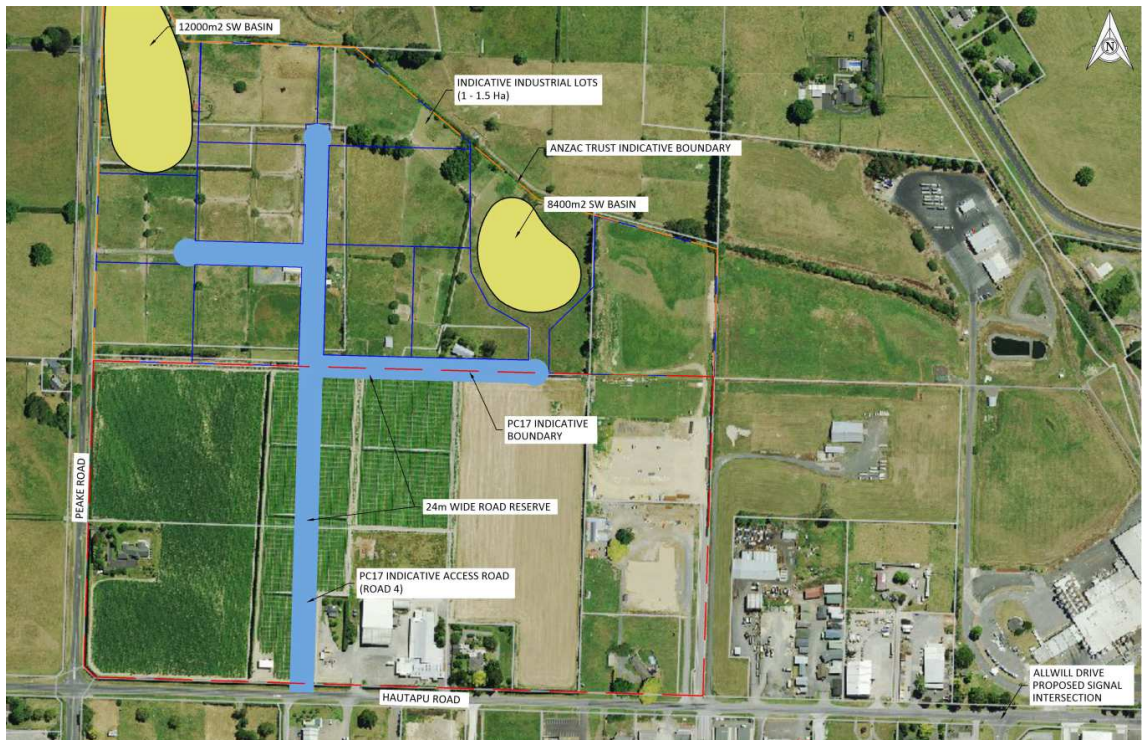 12000m2 SW BASIN
N
INDICATIVE INDUSTRIAL LOTS
(1 - 1.5 Ha)
ANZAC TRUST INDICATIVE BOUNDARY
8400m2 SW BASIN
PC17 INDICATIVE
BOUNDARY
PEAKE ROAD
24m WIDE ROAD RESERVE
PC17 INDICATIVE ACCESS ROAD
(ROAD 4)
HAUTAPU ROAD
ALLWILL DRIVE
PROPOSED SIGNAL
INTERSECTION